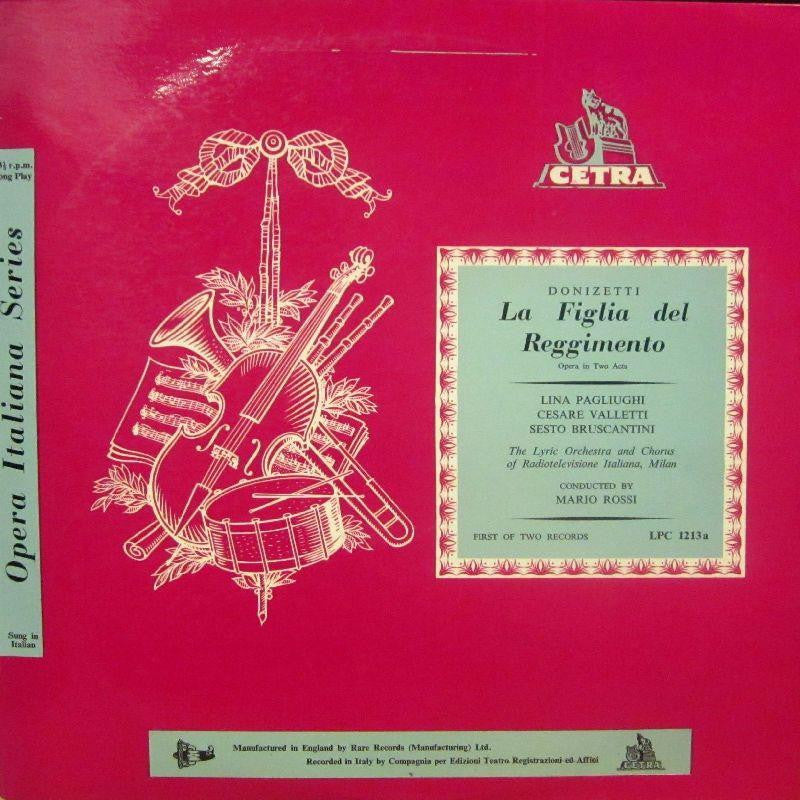 CETRA
r.p.m.
Play
Opera Italiana Series
Sung in
Italian
DONIZETTI
La Figlia del
Reggimento
Opera in Two Acts
LINA PAGLIUGHI
CESARE VALLETTI
SESTO BRUSCANTINI
The Lyric Orchestra and Chorus
of Radiotelevisione Italiana, Milan
CONDUCTED BY
MARIO ROSSI
FIRST OF TWO RECORDS LPC 1213a
Manufactured in England by Rare Records (Manufacturing) Ltd.
Recorded in Italy by Compagnia per Edizioni Teatro Registrazioni ed Affini
CETRA